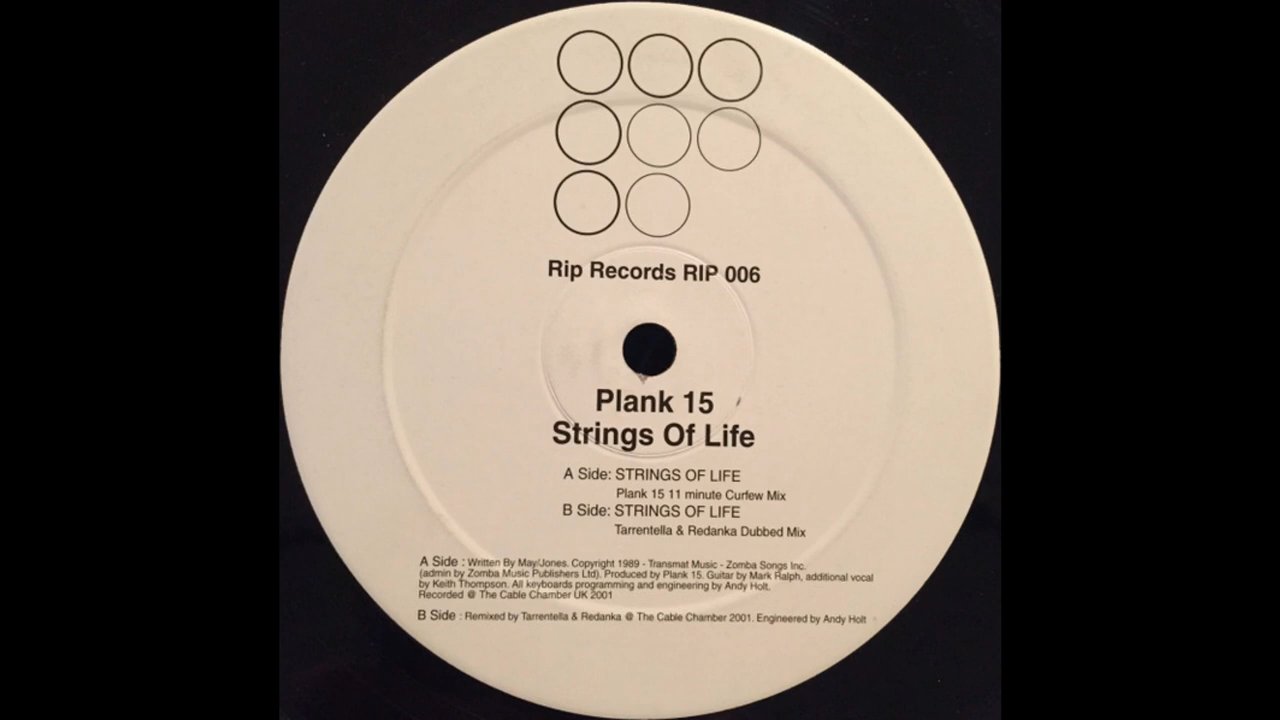 Rip Records RIP 006
Plank 15
Strings Of Life
A Side: STRINGS OF LIFE
Plank 15 11 minute Curfew Mix
B Side: STRINGS OF LIFE
Tarrentella & Redanka Dubbed Mix
A Side : Written By May/Jones. Copyright 1989 - Transmat Music - Zomba Songs Inc.
(admin by Zomba Music Publishers Ltd). Produced by Plank 15. Guitar by Mark Ralph, additional vocal
by Keith Thompson. All keyboards programming and engineering by Andy Holt.
Recorded @ The Cable Chamber UK 2001
B Side : Remixed by Tarrentella & Redanka @ The Cable Chamber 2001. Engineered by Andy Holt